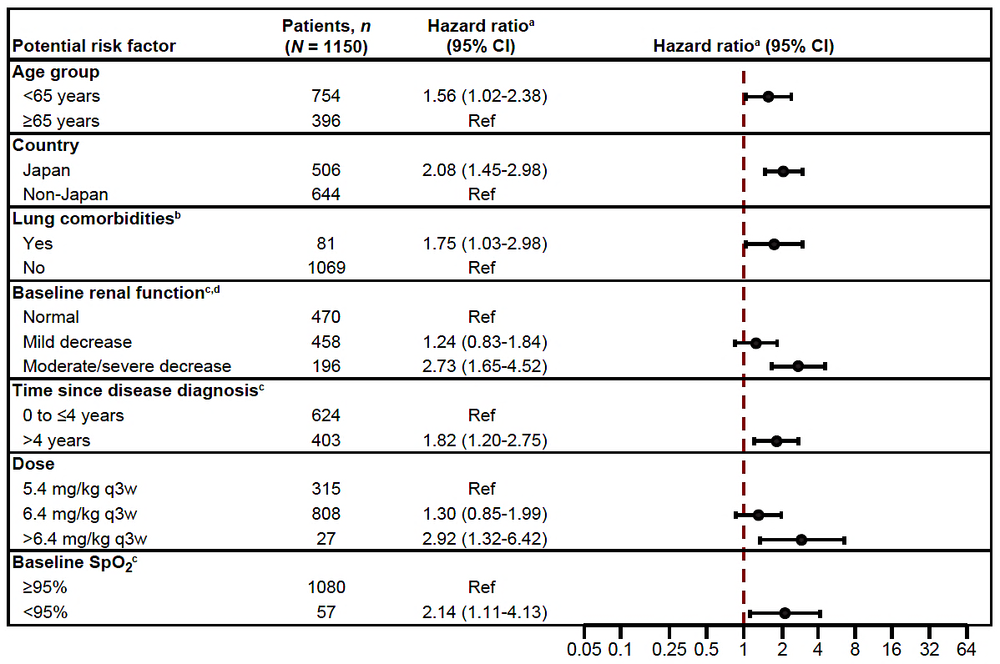 Potential risk factor Patients, n (N = 1150) Hazard ratioᵃ (95% CI) Hazard ratioᵃ (95% CI)
Age group
<65 years 754 1.56 (1.02-2.38)
≥65 years 396 Ref
Country
Japan 506 2.08 (1.45-2.98)
Non-Japan 644 Ref
Lung comorbiditiesᵇ
Yes 81 1.75 (1.03-2.98)
No 1069 Ref
Baseline renal functionᶜ,ᵈ
Normal 470 Ref
Mild decrease 458 1.24 (0.83-1.84)
Moderate/severe decrease 196 2.73 (1.65-4.52)
Time since disease diagnosisᶜ
0 to ≤4 years 624 Ref
>4 years 403 1.82 (1.20-2.75)
Dose
5.4 mg/kg q3w 315 Ref
6.4 mg/kg q3w 808 1.30 (0.85-1.99)
>6.4 mg/kg q3w 27 2.92 (1.32-6.42)
Baseline SpO₂ᶜ
≥95% 1080 Ref
<95% 57 2.14 (1.11-4.13)
0.05 0.1 0.25 0.5 1 2 4 8 16 32 64